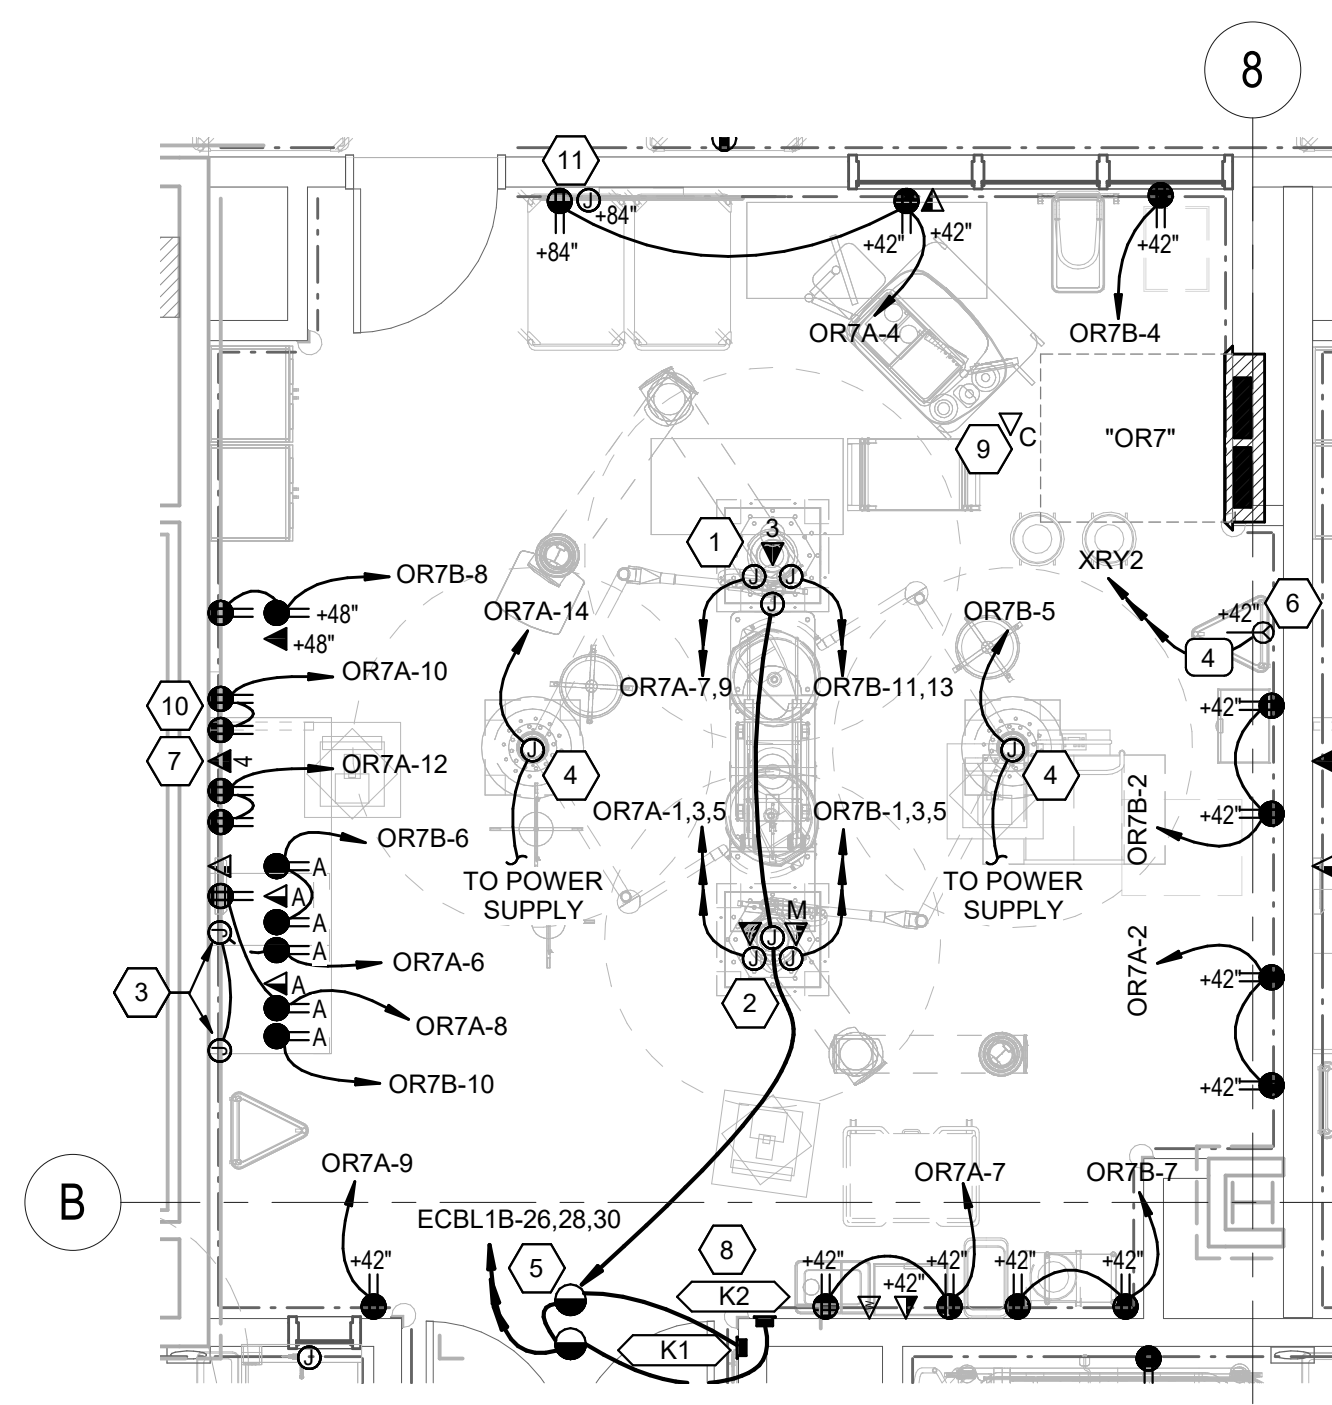 8
11
J
+84"
+84"
+42"
+42"
+42"
OR7A-4
OR7B-4
9
C
"OR7"
1
3
J
J
J
XRY2
OR7B-8
+48"
+48"
OR7A-14
OR7B-5
+42"
6
4
OR7A-10
OR7A-7,9
OR7B-11,13
10
+42"
7
4
OR7A-12
J
4
J
4
OR7A-1,3,5
OR7B-1,3,5
OR7B-2
+42"
OR7B-6
A
TO POWER
SUPPLY
TO POWER
SUPPLY
A
A
M
J
J
J
J
A
OR7A-6
OR7A-2
+42"
A
3
2
A
OR7A-8
A
J
OR7B-10
+42"
OR7A-9
OR7A-7
OR7B-7
B
ECBL1B-26,28,30
8
5
+42"
+42"
+42"
+42"
+42"
+42"
K2
W
K1
J